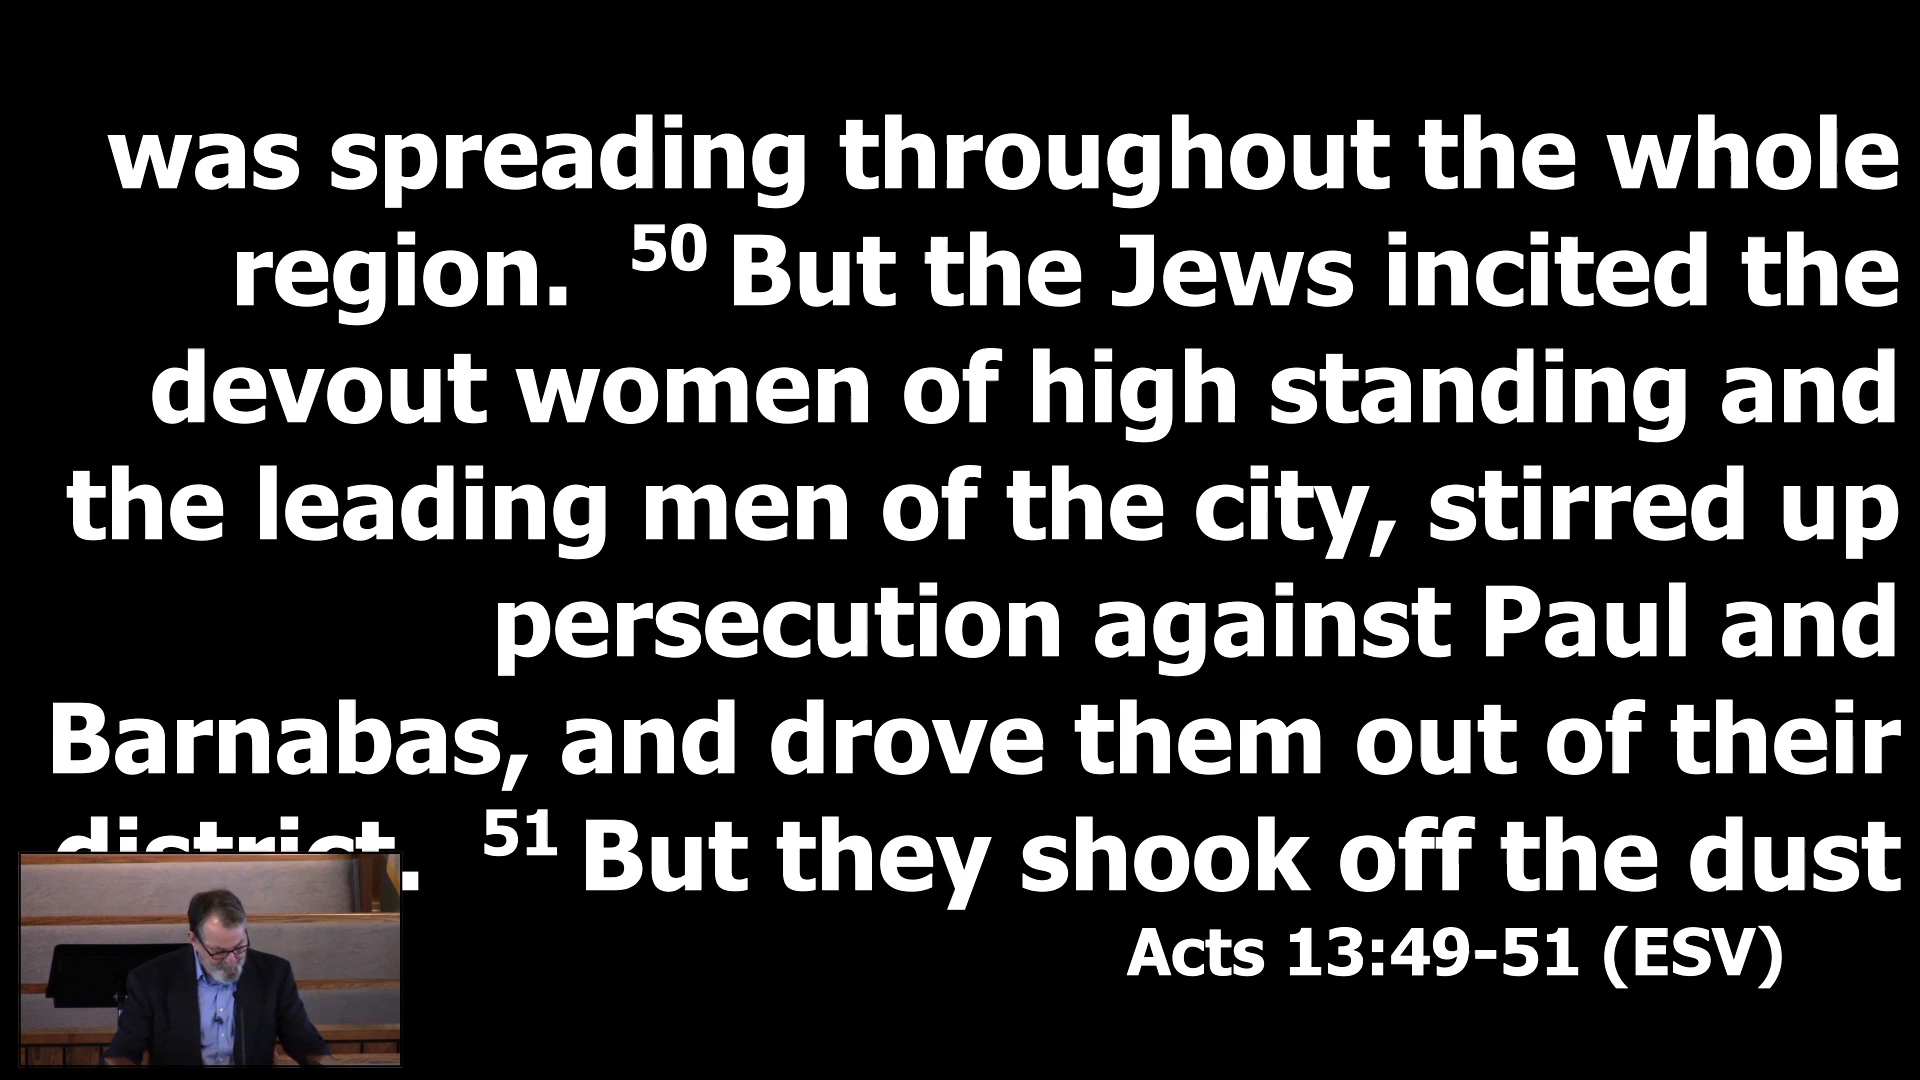 was spreading throughout the whole
region. 50 But the Jews incited the
devout women of high standing and
the leading men of the city, stirred up
persecution against Paul and
Barnabas, and drove them out of their
district. 51 But they shook off the dust
Acts 13:49-51 (ESV)